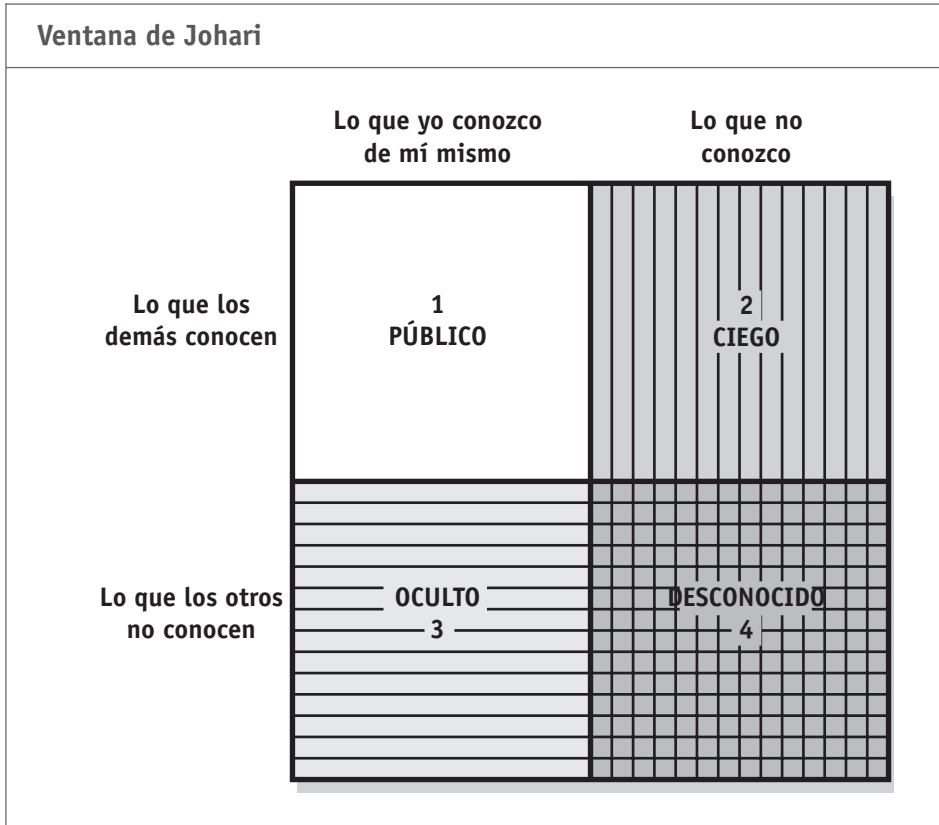 Ventana de Johari
Lo que yo conozco
de mí mismo
Lo que no
conozco
Lo que los
demás conocen
1
PÚBLICO
2
CIEGO
Lo que los otros
no conocen
OCULTO
3
DESCONOCIDO
4